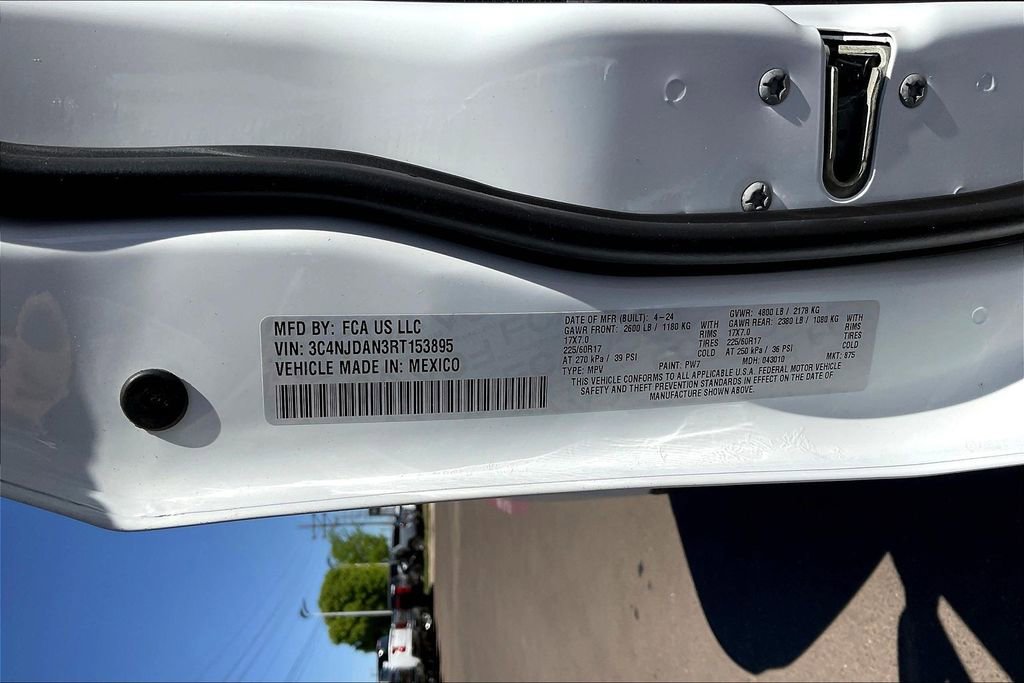 MFD BY: FCA US LLC
VIN: 3C4NJDAN3RT153895
VEHICLE MADE IN: MEXICO
DATE OF MFR (BUILT): 4-24
GAWR FRONT: 2600 LB / 1180 KG WITH
17X7.0 RIMS
225/60R17 TIRES
AT 270 kPa / 39 PSI COLD
TYPE: MPV
GVWR: 4800 LB / 2178 KG
GAWR REAR: 2380 LB / 1080 KG WITH
17X7.0 RIMS
225/60R17 TIRES
AT 250 kPa / 36 PSI COLD
PAINT: PW7 MDH: 043010 MKT: 875
THIS VEHICLE CONFORMS TO ALL APPLICABLE U.S.A. FEDERAL MOTOR VEHICLE
SAFETY AND THEFT PREVENTION STANDARDS IN EFFECT ON THE DATE OF
MANUFACTURE SHOWN ABOVE.